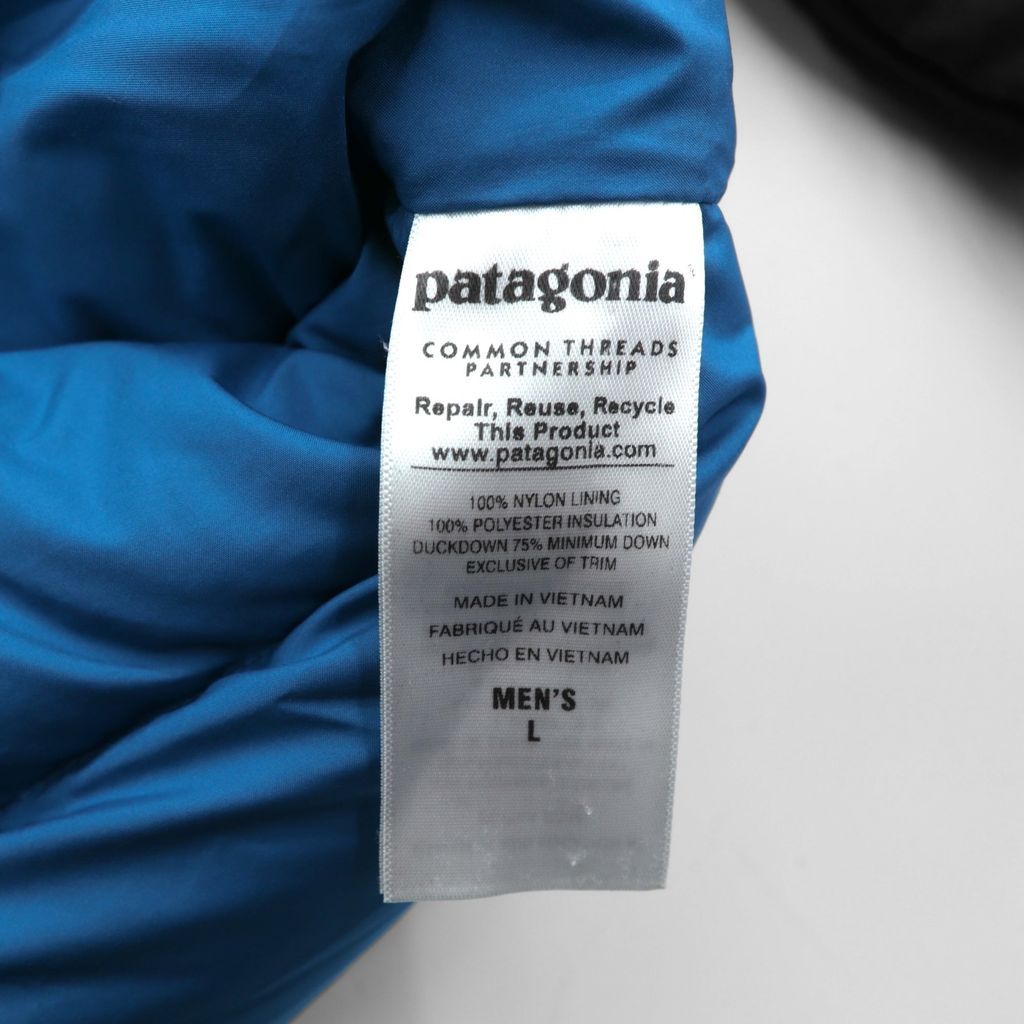 patagonia
COMMON THREADS
PARTNERSHIP
Repair, Reuse, Recycle
This Product
www.patagonia.com
100% NYLON LINING
100% POLYESTER INSULATION
DUCKDOWN 75% MINIMUM DOWN
EXCLUSIVE OF TRIM
MADE IN VIETNAM
FABRIQUÉ AU VIETNAM
HECHO EN VIETNAM
MEN'S
L